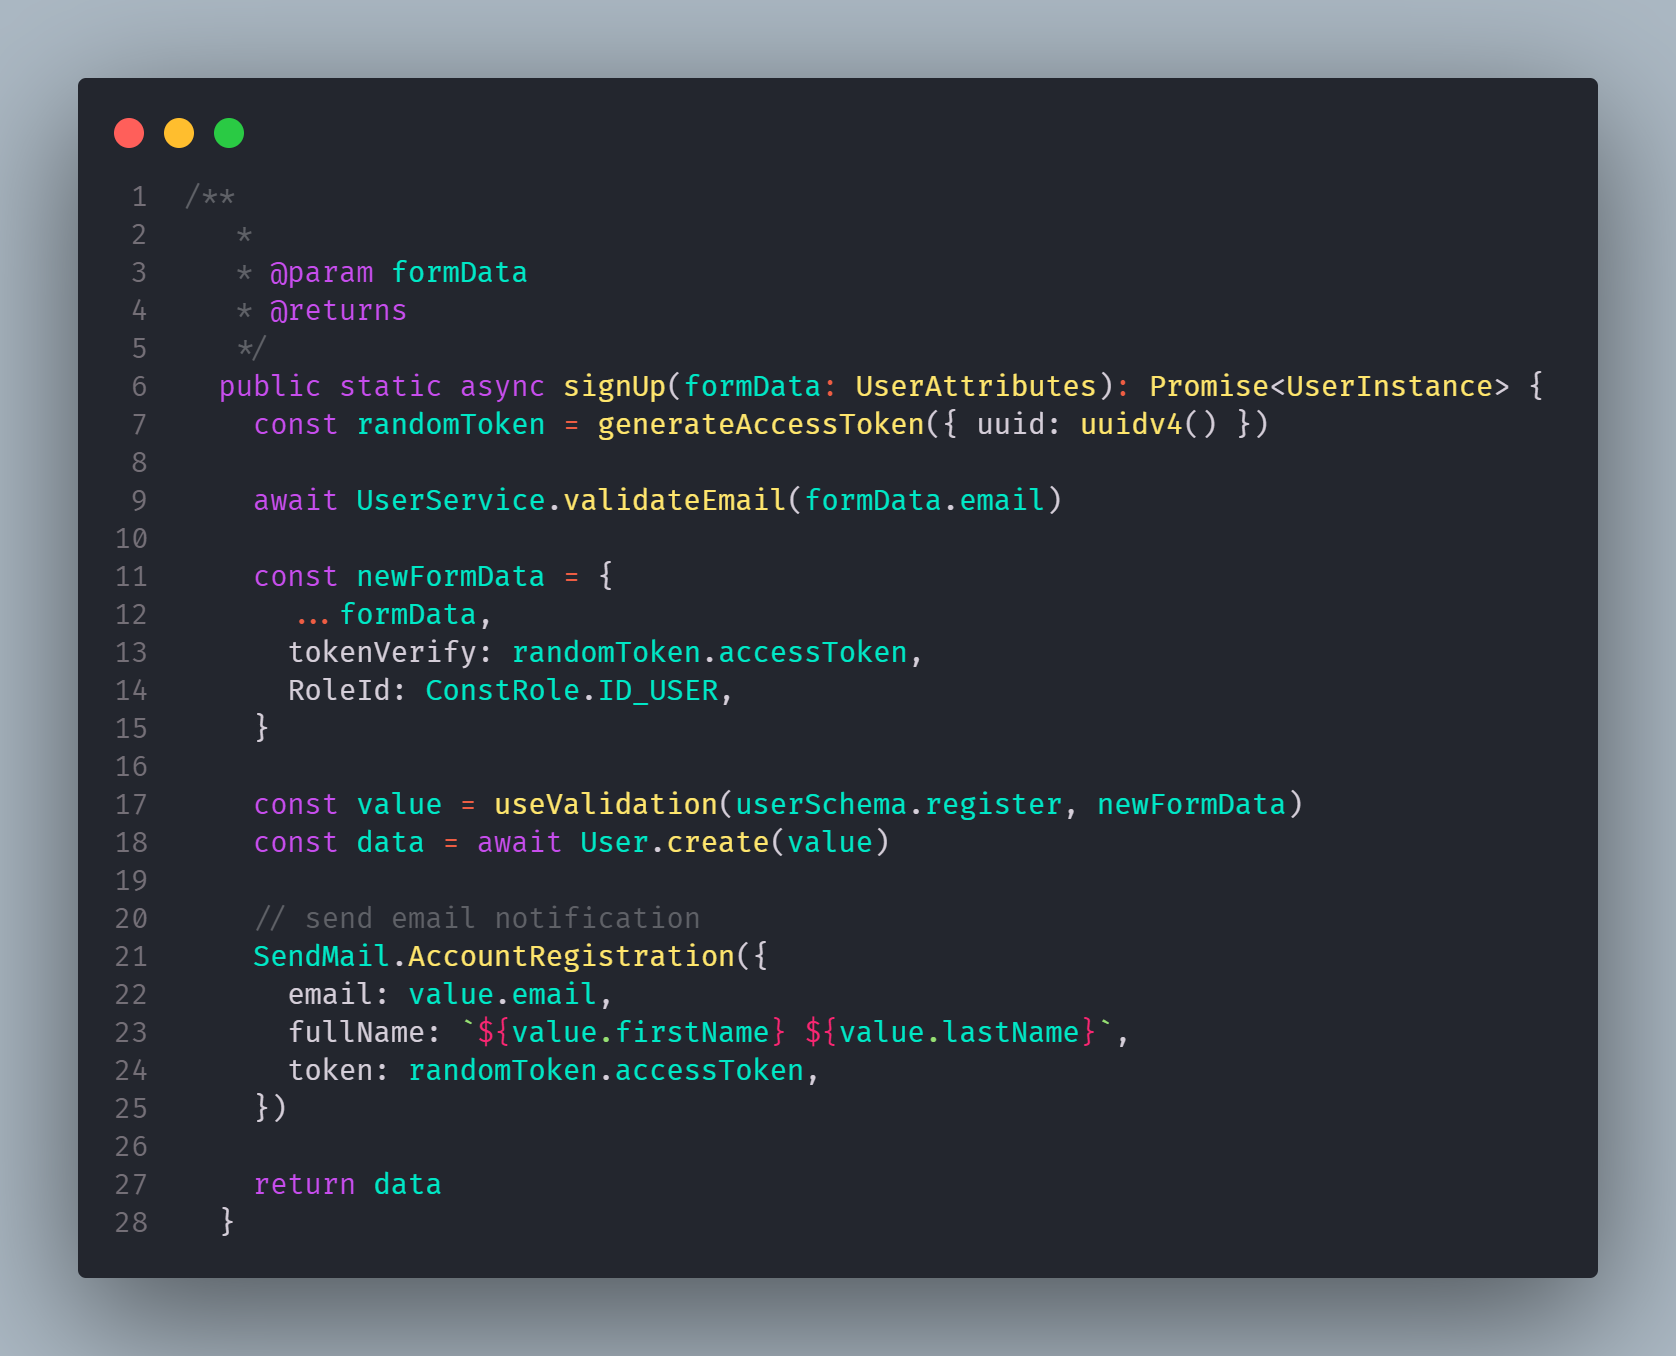 1 /**
2    *
3    * @param formData
4    * @returns
5    */
6   public static async signUp(formData: UserAttributes): Promise<UserInstance> {
7     const randomToken = generateAccessToken({ uuid: uuidv4() })
8
9     await UserService.validateEmail(formData.email)
10
11     const newFormData = {
12       ...formData,
13       tokenVerify: randomToken.accessToken,
14       RoleId: ConstRole.ID_USER,
15     }
16
17     const value = useValidation(userSchema.register, newFormData)
18     const data = await User.create(value)
19
20     // send email notification
21     SendMail.AccountRegistration({
22       email: value.email,
23       fullName: `${value.firstName} ${value.lastName}`,
24       token: randomToken.accessToken,
25     })
26
27     return data
28   }